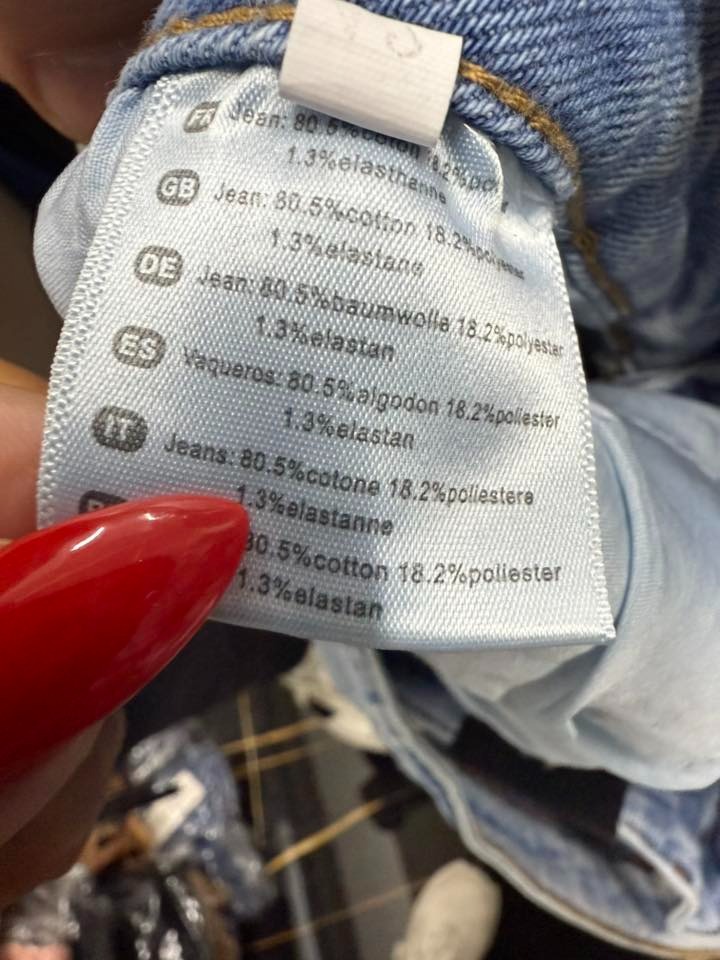 FR Jean: 80.5%coton 18.2%
1.3%elasthanne
GB Jean: 80.5%cotton 18.2%polyester
1.3%elastane
DE Jean: 80.5%baumwolle 18.2%polyester
1.3%elastan
ES Vaqueros: 80.5%algodon 18.2%poliester
1.3%elastan
IT Jeans: 80.5%cotone 18.2%poliestere
1.3%elastanne
80.5%cotton 18.2%poliester
1.3%elastan